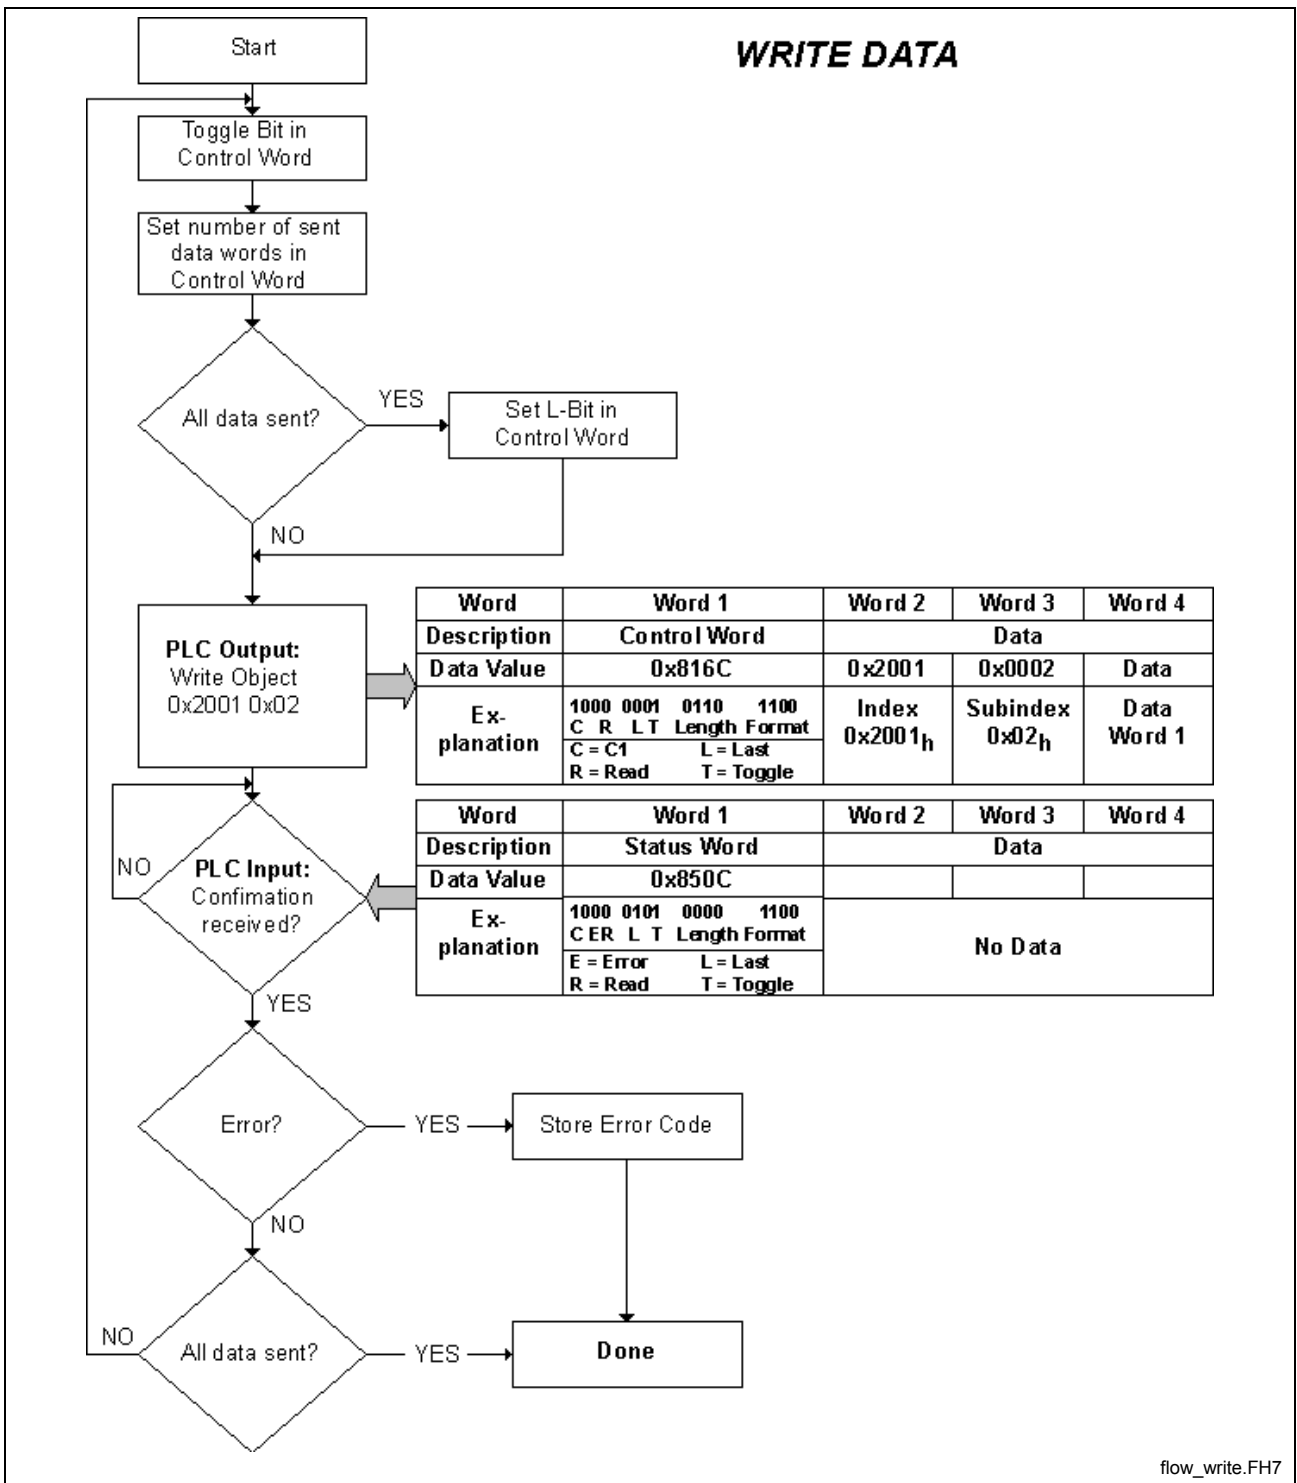 Start
WRITE DATA
Toggle Bit in
Control Word
Set number of sent
data words in
Control Word
All data sent?
YES
Set L-Bit in
Control Word
NO
PLC Output:
Write Object
0x2001 0x02
Word Word 1 Word 2 Word 3 Word 4
Description Control Word Data
Data Value 0x816C 0x2001 0x0002 Data
Ex-
planation
1000 0001 0110 1100
C R L T Length Format
C = C1 L = Last
R = Read T = Toggle
Index
0x2001h
Subindex
0x02h
Data
Word 1
NO
PLC Input:
Confimation
received?
Word Word 1 Word 2 Word 3 Word 4
Description Status Word Data
Data Value 0x850C
Ex-
planation
1000 0101 0000 1100
C ER L T Length Format
E = Error L = Last
R = Read T = Toggle
No Data
YES
Error?
YES
Store Error Code
NO
NO
All data sent?
YES
Done
flow_write.FH7